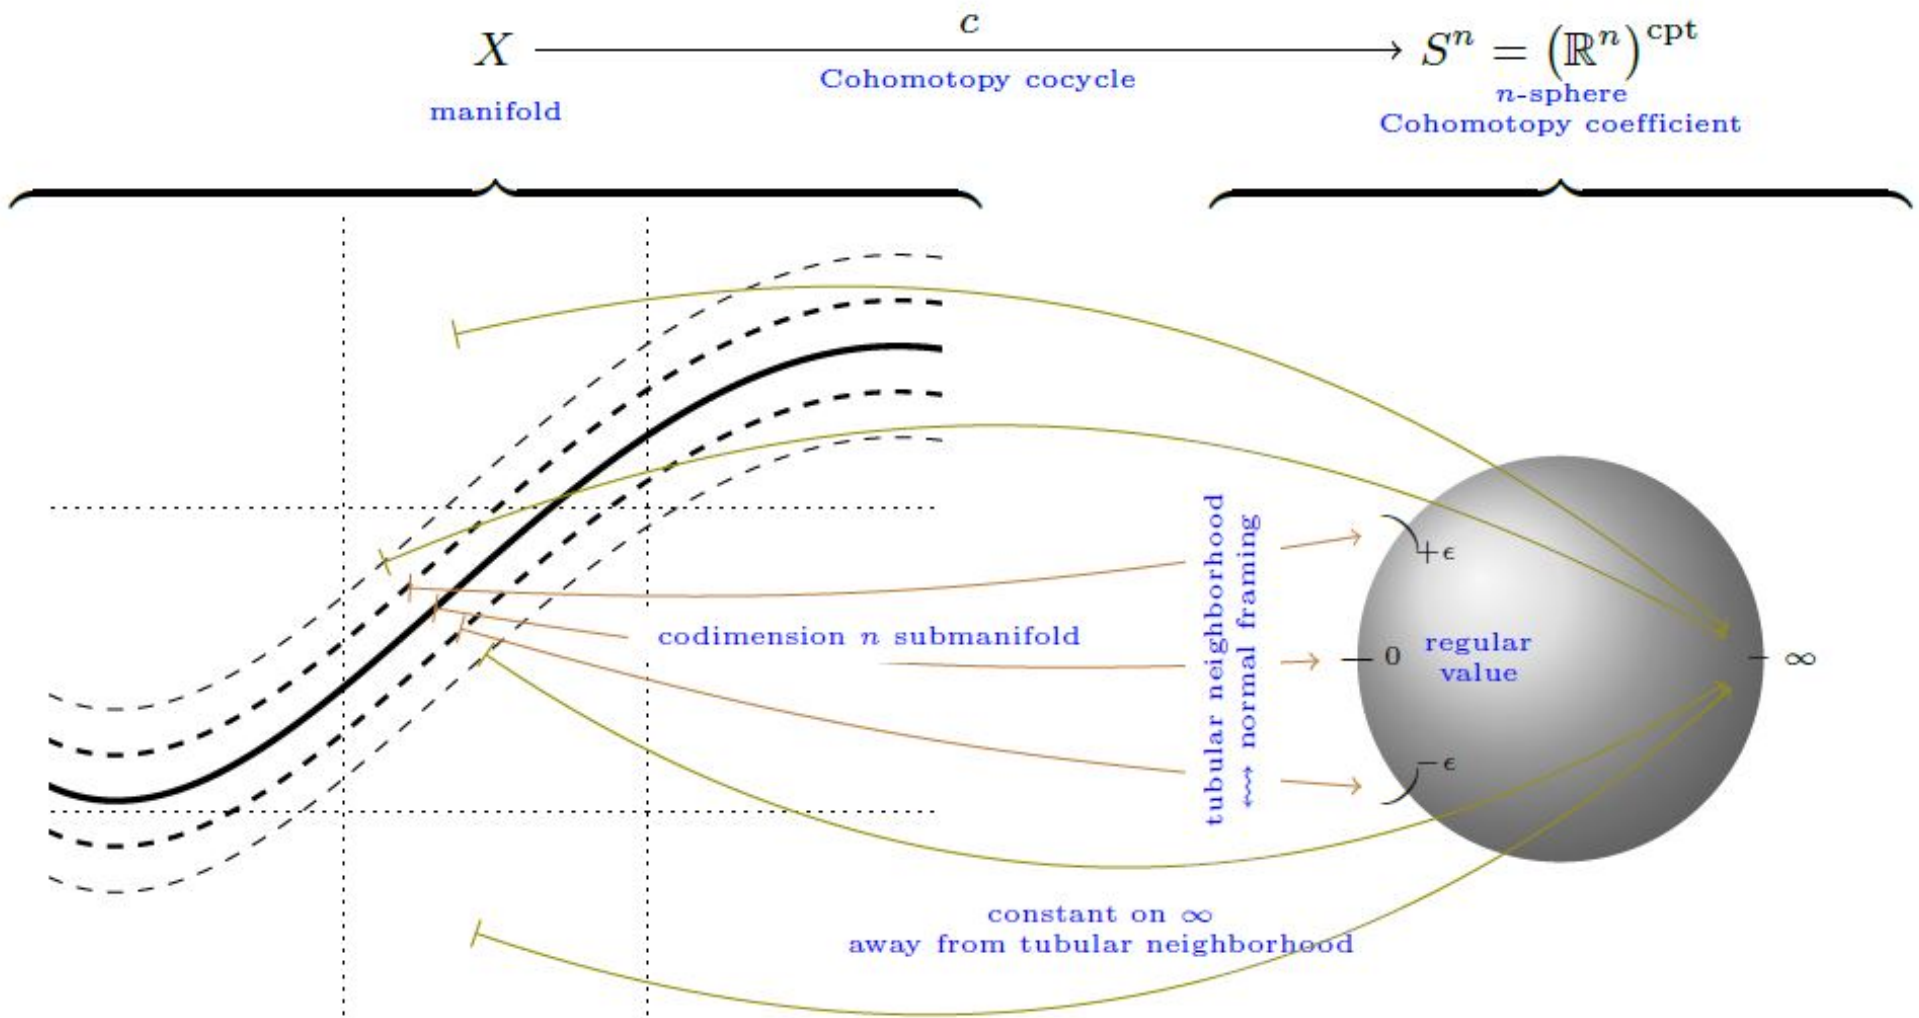 c
X
S^n = (ℝ^n)^cpt
Cohomotopy cocycle
manifold
n-sphere
Cohomotopy coefficient
tubular neighborhood
↭ normal framing
+ϵ
codimension n submanifold
0
regular
value
∞
−ϵ
constant on ∞
away from tubular neighborhood